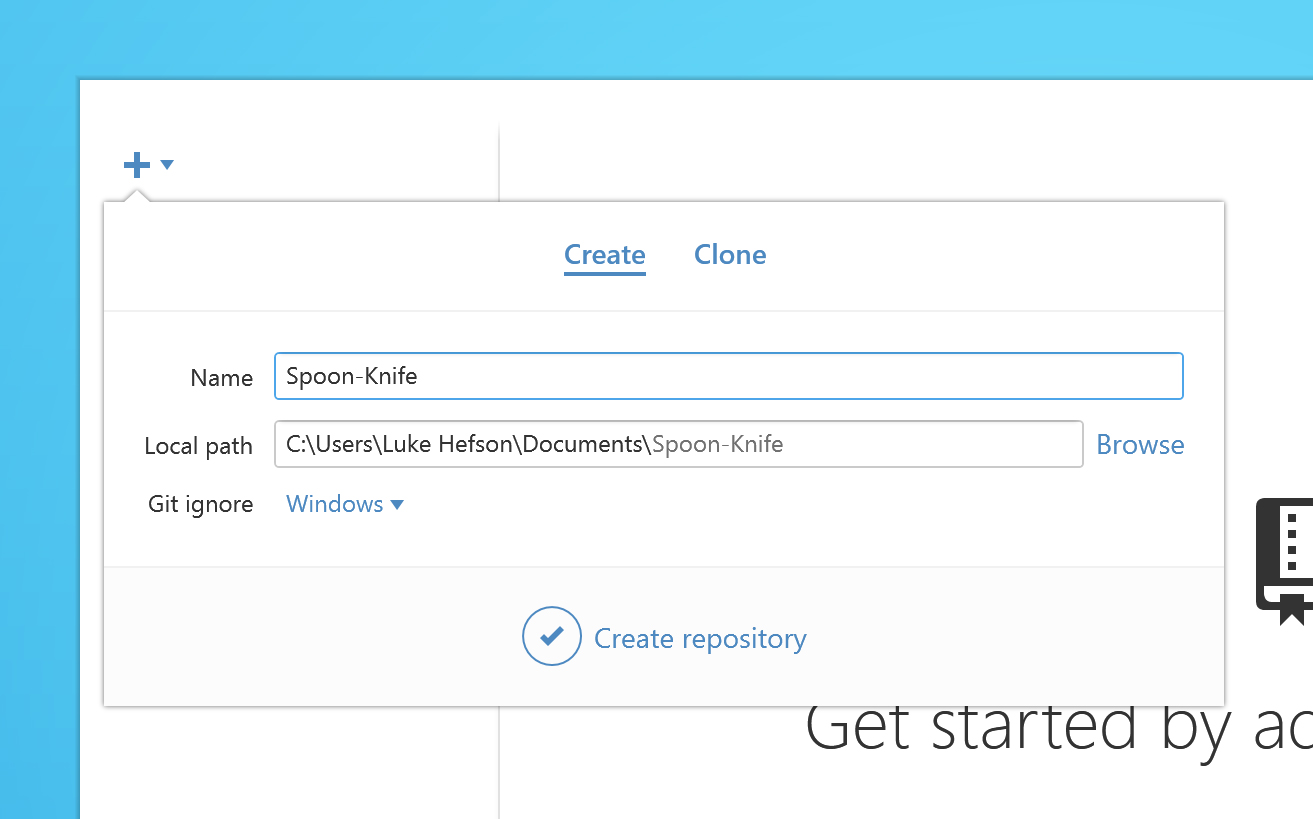 Create Clone
Name Spoon-Knife
Local path C:\Users\Luke Hefson\Documents\Spoon-Knife Browse
Git ignore Windows
Create repository
Get started by